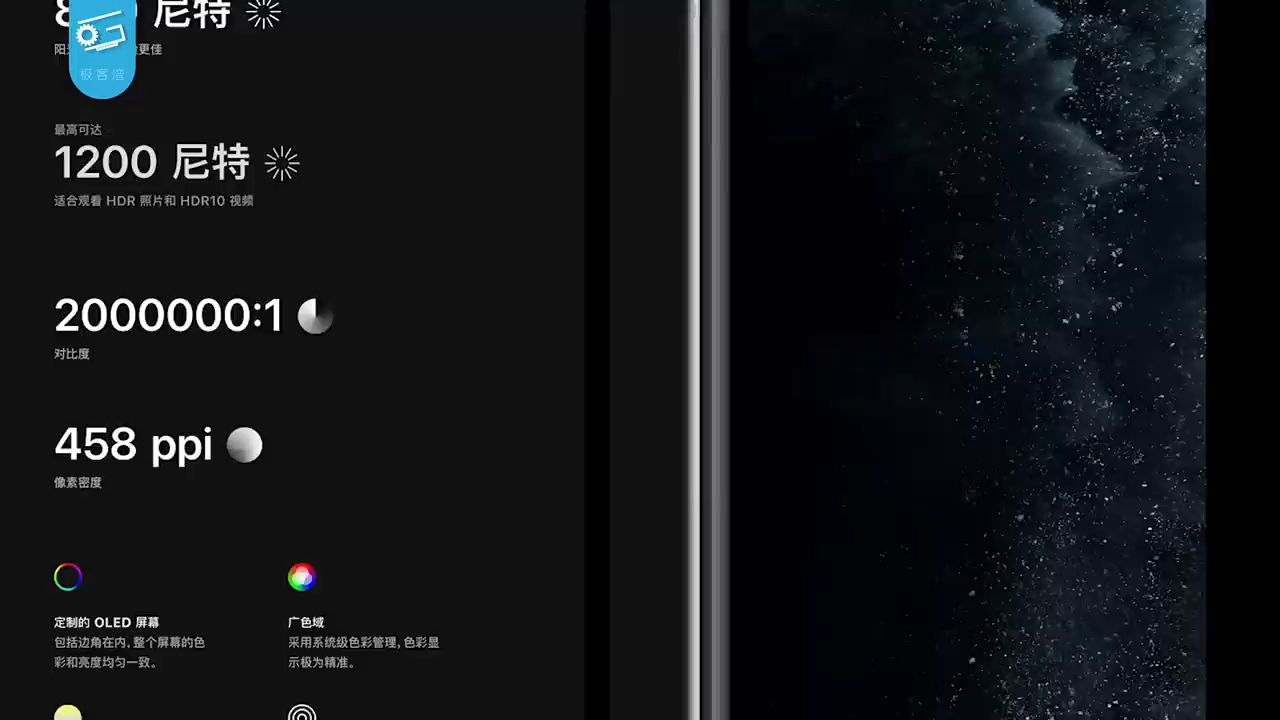 尼特
极客湾
更佳
最高可达
1200 尼特
适合观看 HDR 照片和 HDR10 视频
2000000:1
对比度
458 ppi
像素密度
定制的 OLED 屏幕
包括边角在内，整个屏幕的色
彩和亮度均匀一致。
广色域
采用系统级色彩管理，色彩显
示极为精准。